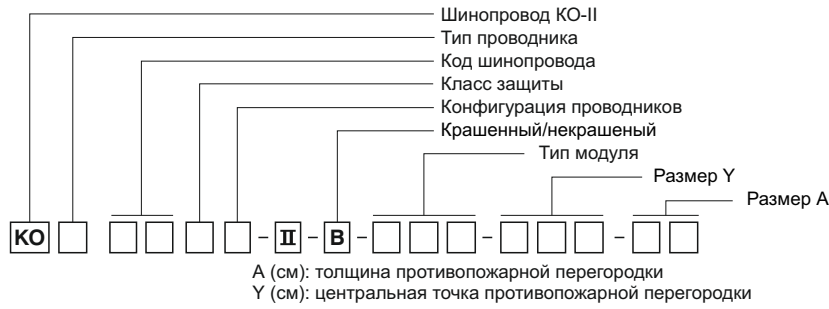 Шинопровод КО-II
Тип проводника
Код шинопровода
Класс защиты
Конфигурация проводников
Крашенный/некрашеный
Тип модуля
Размер Y
Размер А
КО - II - В - - -
А (см): толщина противопожарной перегородки
Y (см): центральная точка противопожарной перегородки